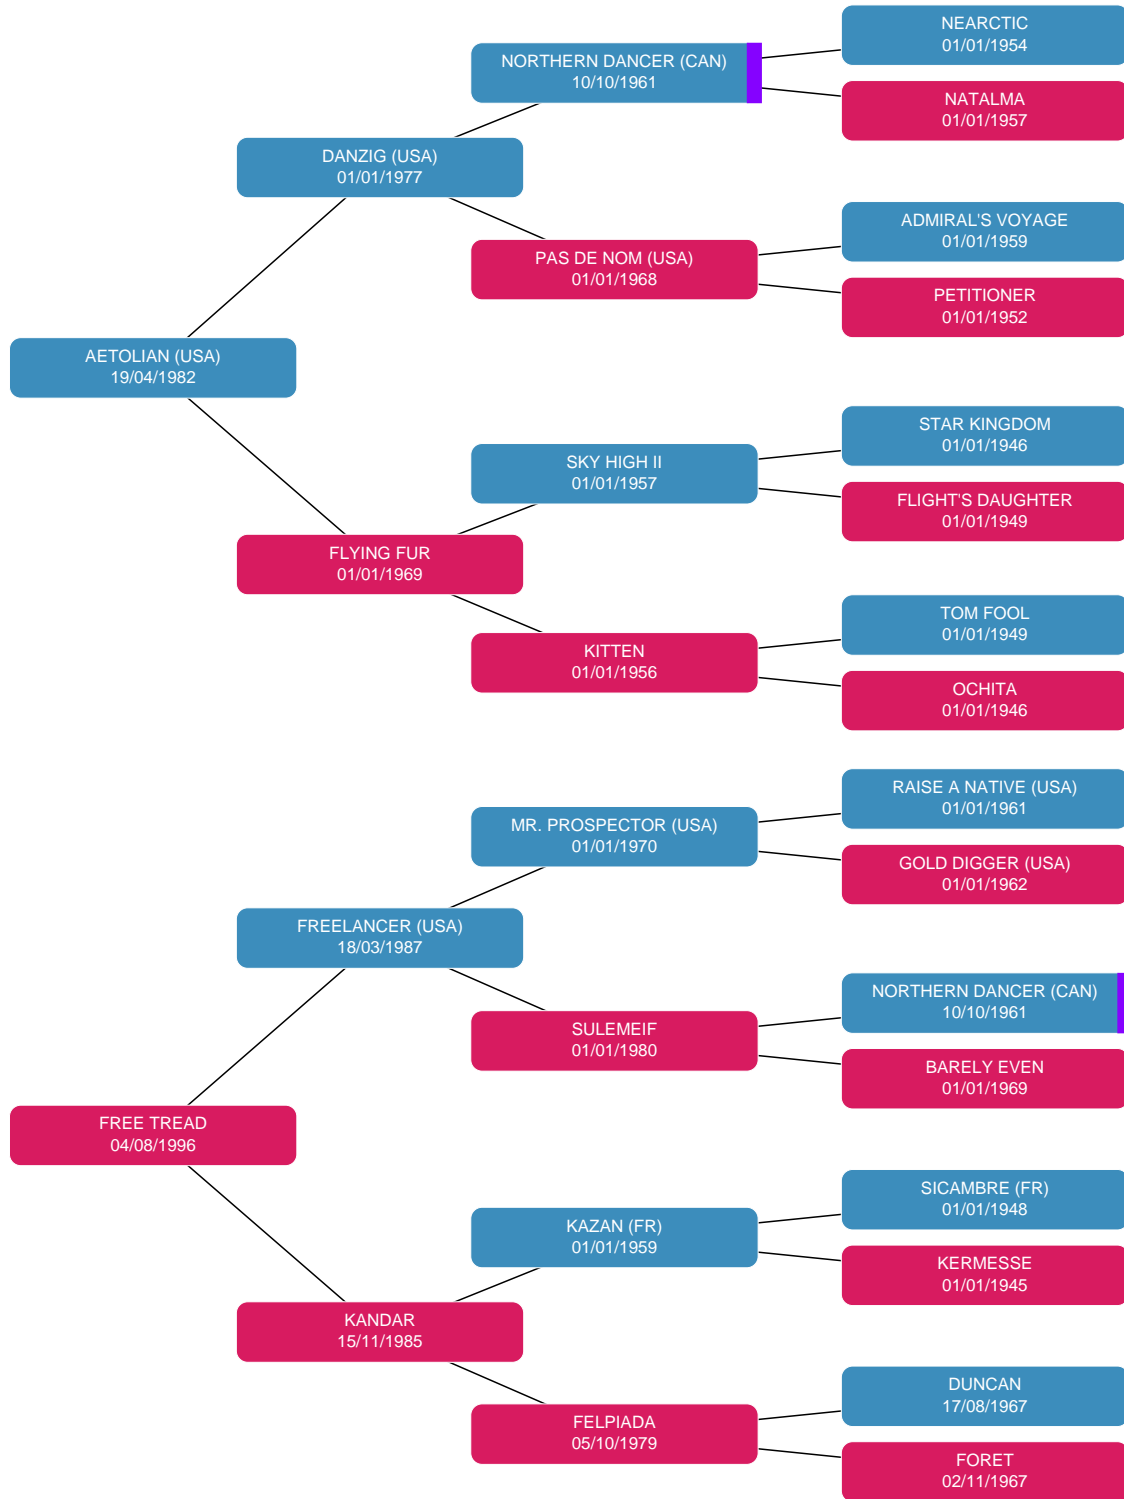 NEARCTIC
01/01/1954
NORTHERN DANCER (CAN)
10/10/1961
NATALMA
01/01/1957
DANZIG (USA)
01/01/1977
ADMIRAL'S VOYAGE
01/01/1959
PAS DE NOM (USA)
01/01/1968
PETITIONER
01/01/1952
AETOLIAN (USA)
19/04/1982
STAR KINGDOM
01/01/1946
SKY HIGH II
01/01/1957
FLIGHT'S DAUGHTER
01/01/1949
FLYING FUR
01/01/1969
TOM FOOL
01/01/1949
KITTEN
01/01/1956
OCHITA
01/01/1946
RAISE A NATIVE (USA)
01/01/1961
MR. PROSPECTOR (USA)
01/01/1970
GOLD DIGGER (USA)
01/01/1962
FREELANCER (USA)
18/03/1987
NORTHERN DANCER (CAN)
10/10/1961
SULEMEIF
01/01/1980
BARELY EVEN
01/01/1969
FREE TREAD
04/08/1996
SICAMBRE (FR)
01/01/1948
KAZAN (FR)
01/01/1959
KERMESSE
01/01/1945
KANDAR
15/11/1985
DUNCAN
17/08/1967
FELPIADA
05/10/1979
FORET
02/11/1967